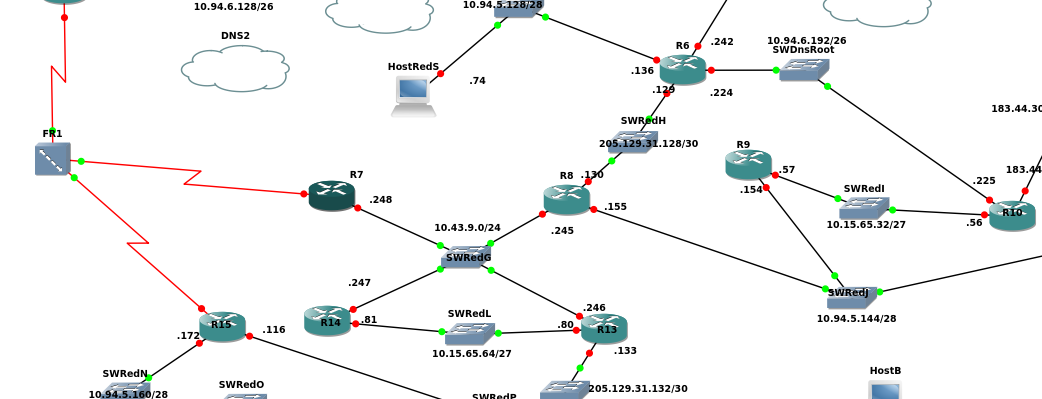 10.94.5.128/28
10.94.6.128/26
DNS2
R6
.242
10.94.6.192/26
SWDnsRoot
HostRedS
.136
.74
.129
.224
183.44.30
SWRedH
FR1
205.129.31.128/30
R9
.57
183.44
R7
R8
.130
.154
SWRedI
.225
.248
.155
R10
10.15.65.32/27
.56
10.43.9.0/24
.245
SWRedG
.247
SWRedJ
.246
SWRedL
10.94.5.144/28
R15
.116
R14
.81
.80
R13
.172
10.15.65.64/27
.133
SWRedN
HostB
SWRedO
205.129.31.132/30
10.94.5.160/28
SWRedP